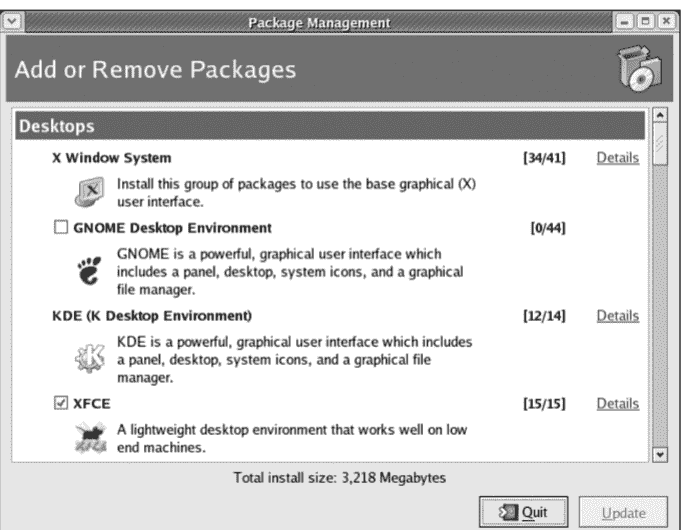 Package Management
Add or Remove Packages
Desktops
X Window System [34/41] Details
Install this group of packages to use the base graphical (X)
user interface.
GNOME Desktop Environment [0/44]
GNOME is a powerful, graphical user interface which
includes a panel, desktop, system icons, and a graphical
file manager.
KDE (K Desktop Environment) [12/14] Details
KDE is a powerful, graphical user interface which includes
a panel, desktop, system icons, and a graphical file
manager.
XFCE [15/15] Details
A lightweight desktop environment that works well on low
end machines.
Total install size: 3,218 Megabytes
Quit Update